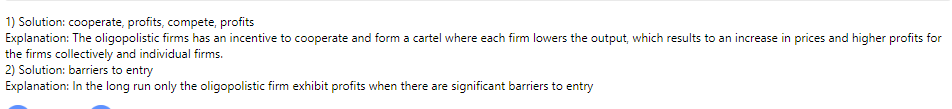 1) Solution: cooperate, profits, compete, profits
Explanation: The oligopolistic firms has an incentive to cooperate and form a cartel where each firm lowers the output, which results to an increase in prices and higher profits for
the firms collectively and individual firms.
2) Solution: barriers to entry
Explanation: In the long run only the oligopolistic firm exhibit profits when there are significant barriers to entry